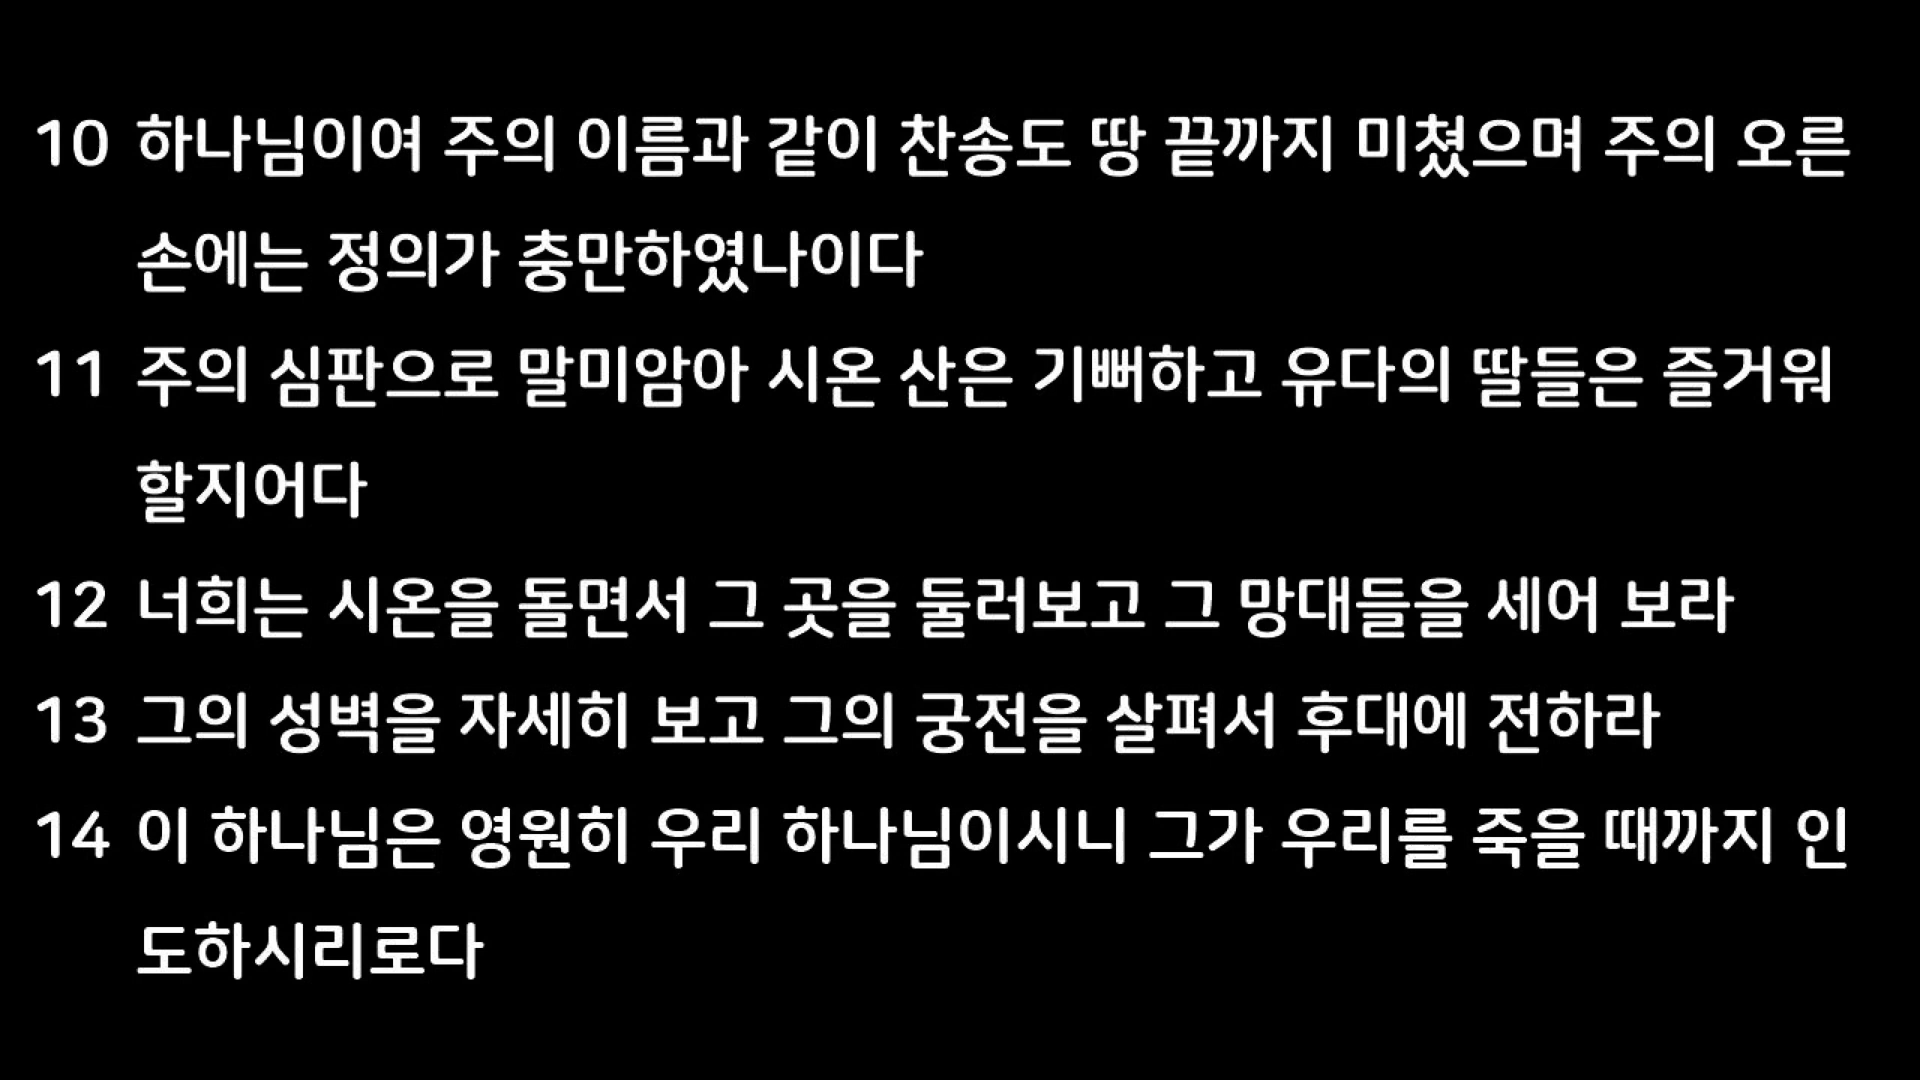 10 하나님이여 주의 이름과 같이 찬송도 땅 끝까지 미쳤으며 주의 오른
손에는 정의가 충만하였나이다
11 주의 심판으로 말미암아 시온 산은 기뻐하고 유다의 딸들은 즐거워
할지어다
12 너희는 시온을 돌면서 그 곳을 둘러보고 그 망대들을 세어 보라
13 그의 성벽을 자세히 보고 그의 궁전을 살펴서 후대에 전하라
14 이 하나님은 영원히 우리 하나님이시니 그가 우리를 죽을 때까지 인
도하시리로다